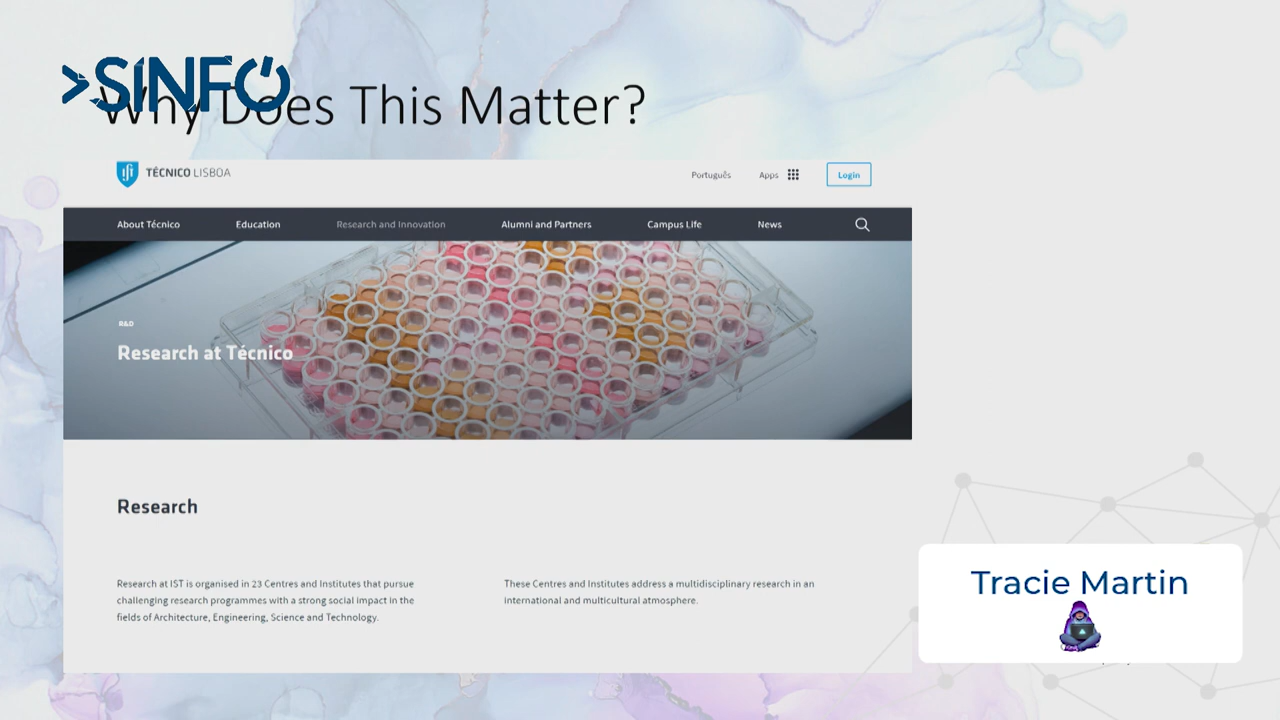 >SINFO
Why Does This Matter?
TÉCNICO LISBOA
Português
Apps
Login
About Técnico
Education
Research and Innovation
Alumni and Partners
Campus Life
News
R&D
Research at Técnico
Research
Research at IST is organised in 23 Centres and Institutes that pursue
challenging research programmes with a strong social impact in the
fields of Architecture, Engineering, Science and Technology.
These Centres and Institutes address a multidisciplinary research in an
international and multicultural atmosphere.
Tracie Martin